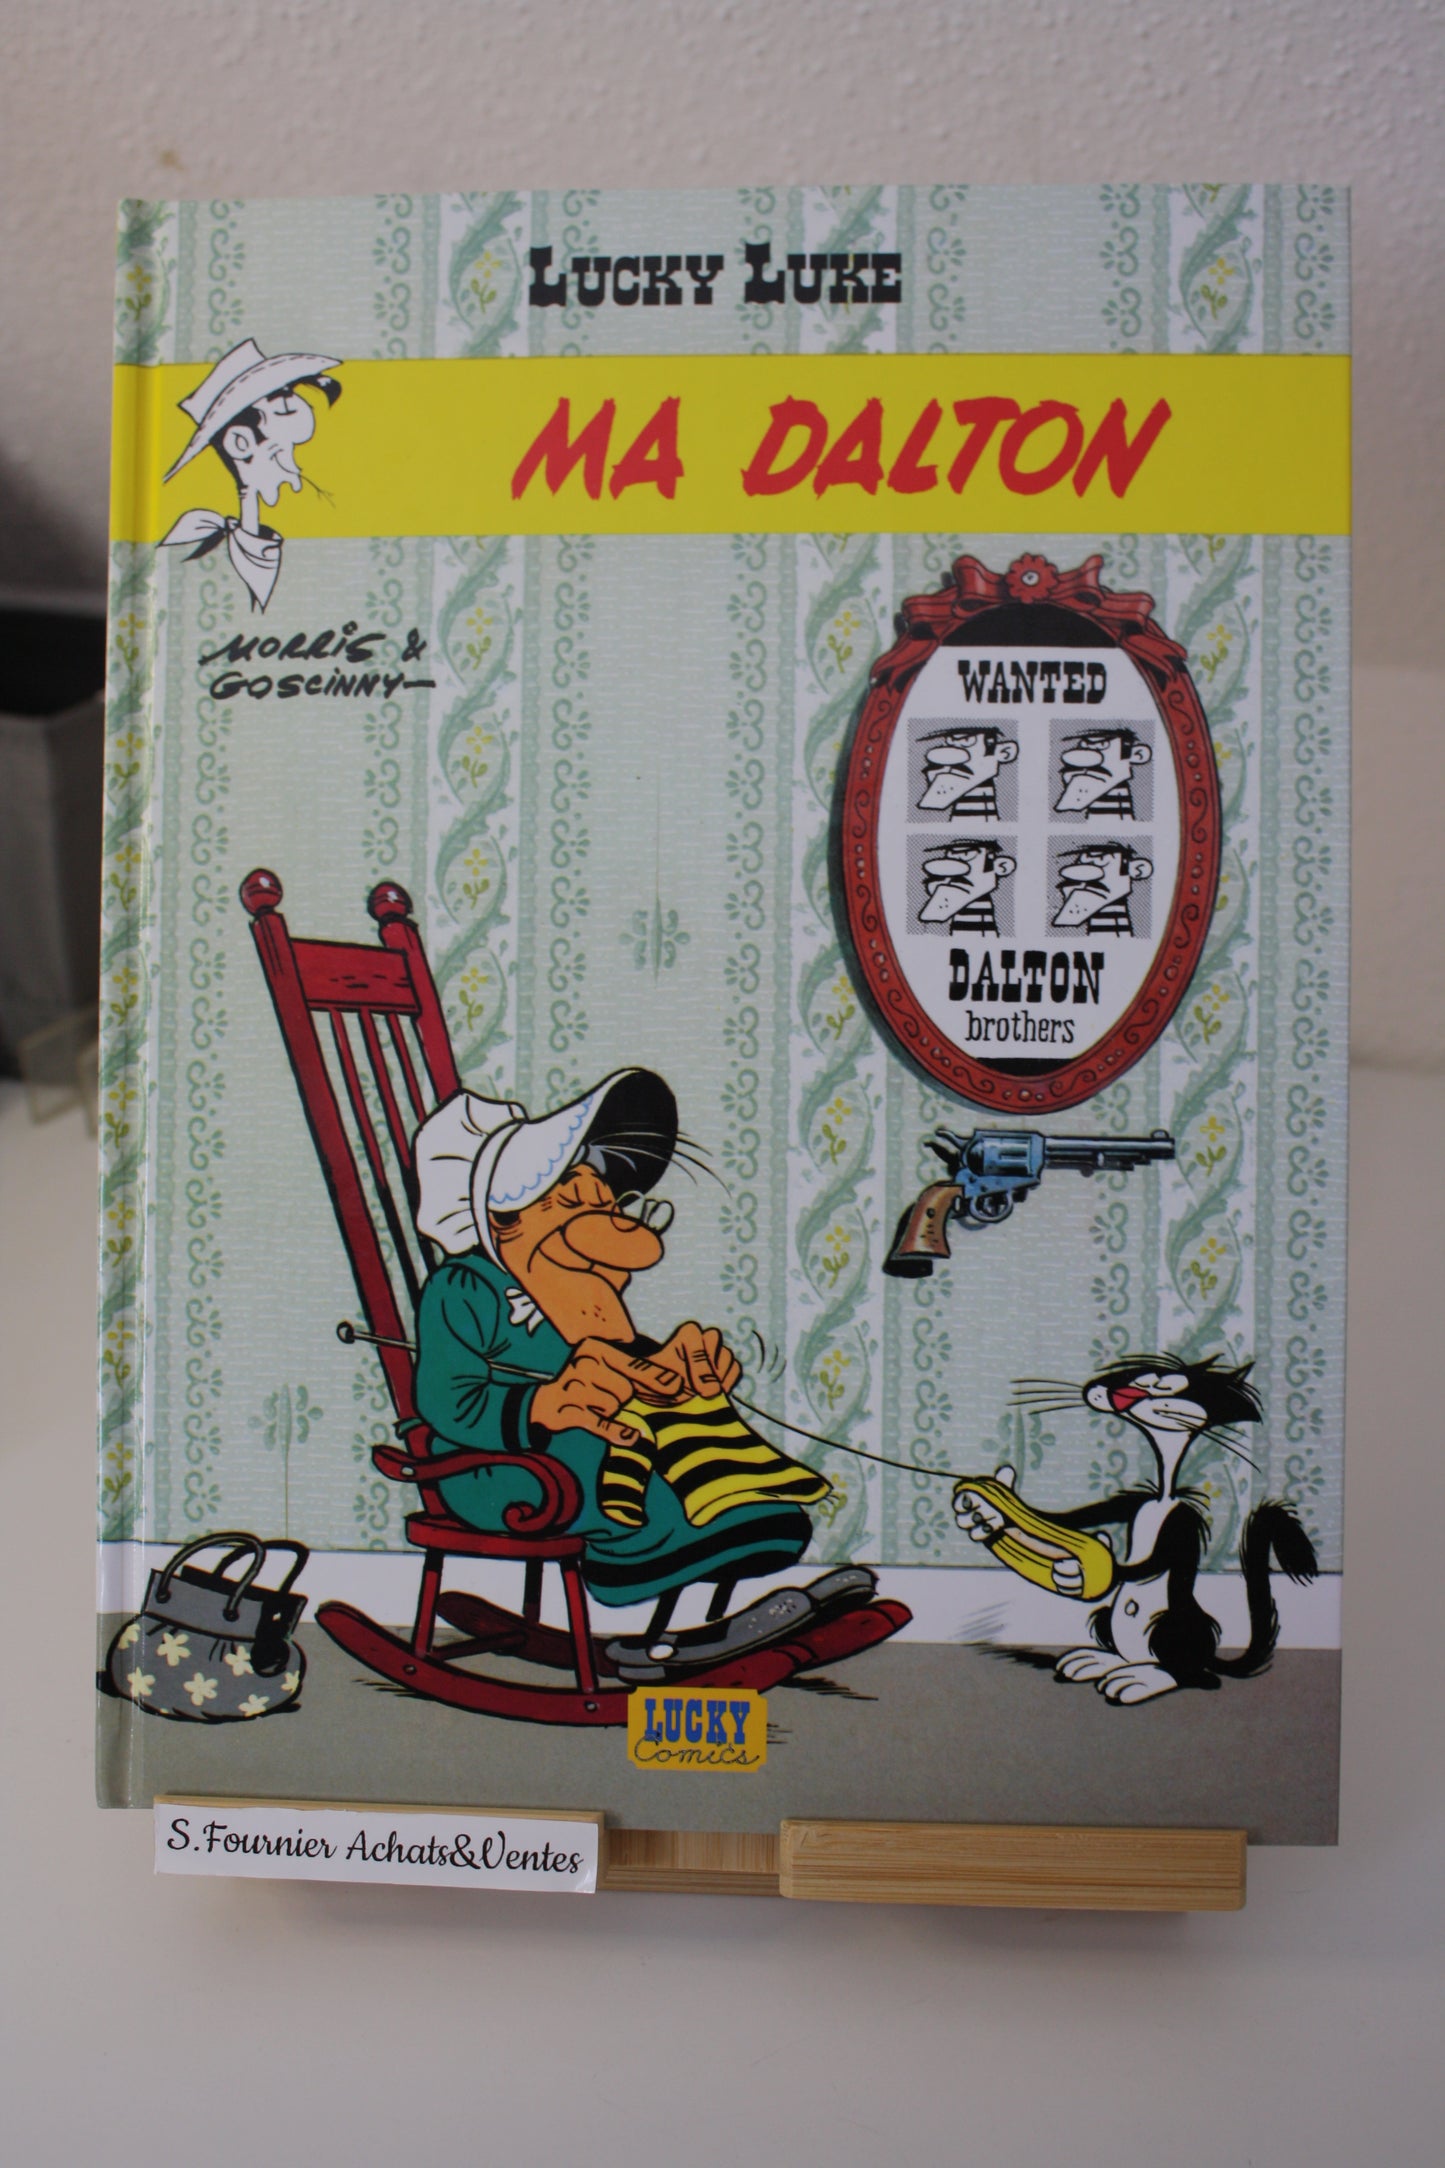 LUCKY LUKE
MA DALTON
MORRIS &
GOSCINNY
WANTED
DALTON
brothers
LUCKY
Comics
S.Fournier Achats&Ventes